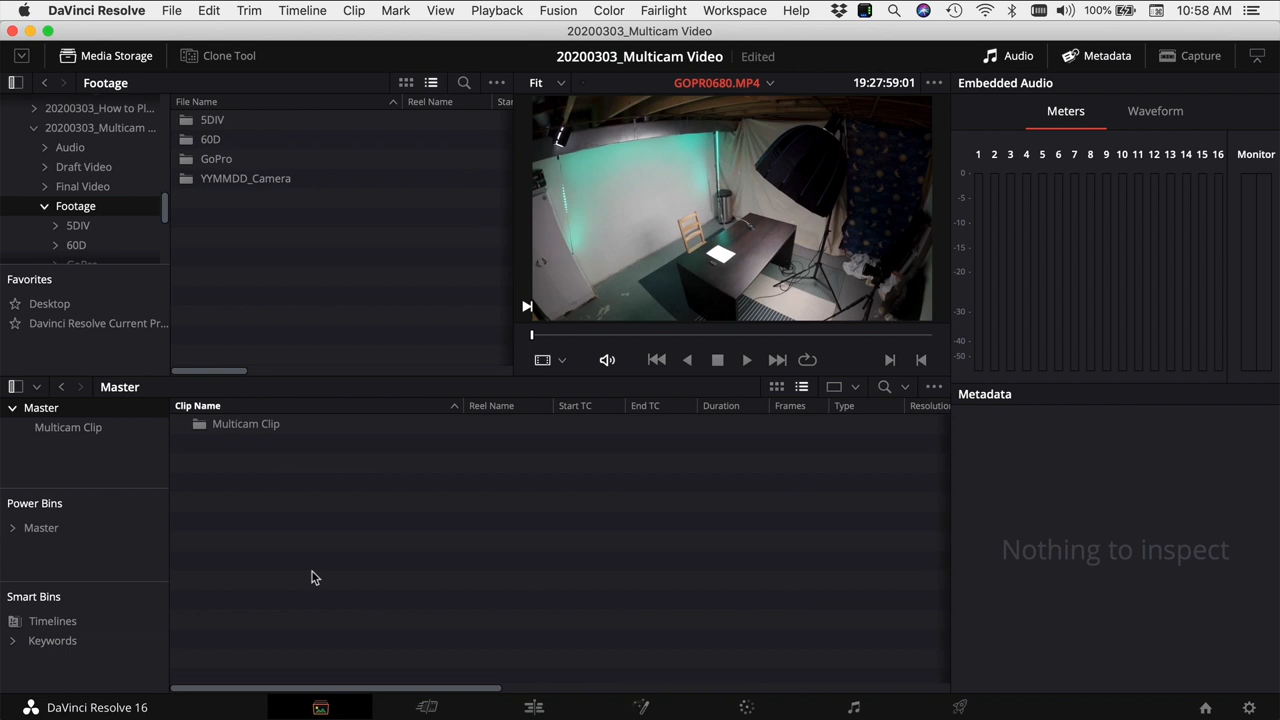 DaVinci Resolve File Edit Trim Timeline Clip Mark View Playback Fusion Color Fairlight Workspace Help 100% 10:58 AM
20200303_Multicam Video
Media Storage Clone Tool 20200303_Multicam Video Edited Audio Metadata Capture
Footage Fit GOPR0680.MP4 19:27:59:01 Embedded Audio
20200303_How to Pl... File Name Reel Name Star
20200303_Multicam ...
Audio
Draft Video
Final Video
Footage
5DIV
60D
5DIV
60D
GoPro
YYMMDD_Camera
Meters Waveform
1 2 3 4 5 6 7 8 9 10 11 12 13 14 15 16 Monitor
0
-5
-10
-15
-20
-30
-40
-50
Favorites
Desktop
Davinci Resolve Current Pr...
Master
Master
Multicam Clip
Clip Name Reel Name Start TC End TC Duration Frames Type Resolutio
Multicam Clip
Metadata
Nothing to inspect
Power Bins
Master
Smart Bins
Timelines
Keywords
DaVinci Resolve 16